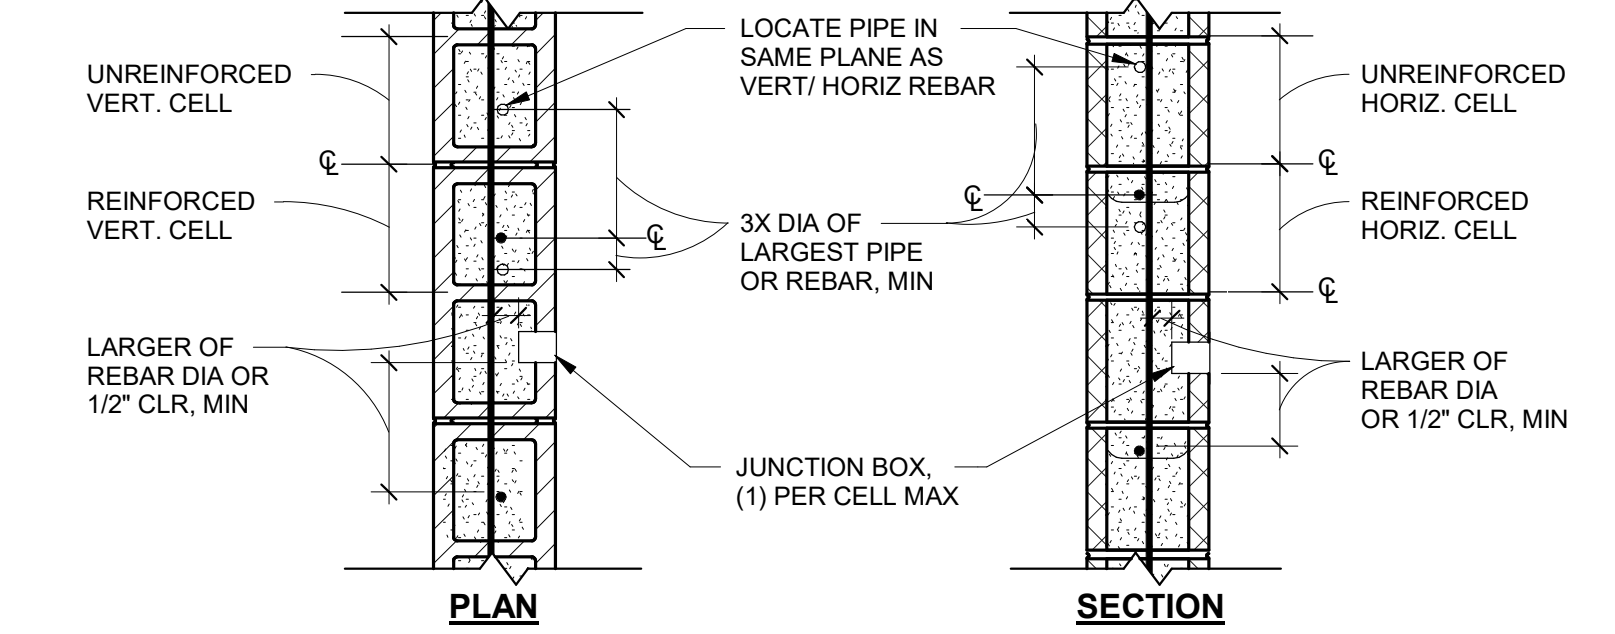 UNREINFORCED
VERT. CELL
℄
REINFORCED
VERT. CELL
LARGER OF
REBAR DIA OR
1/2" CLR, MIN
LOCATE PIPE IN
SAME PLANE AS
VERT/ HORIZ REBAR
℄
3X DIA OF
LARGEST PIPE
OR REBAR, MIN
℄
JUNCTION BOX,
(1) PER CELL MAX
UNREINFORCED
HORIZ. CELL
℄
REINFORCED
HORIZ. CELL
℄
LARGER OF
REBAR DIA
OR 1/2" CLR, MIN
PLAN
SECTION